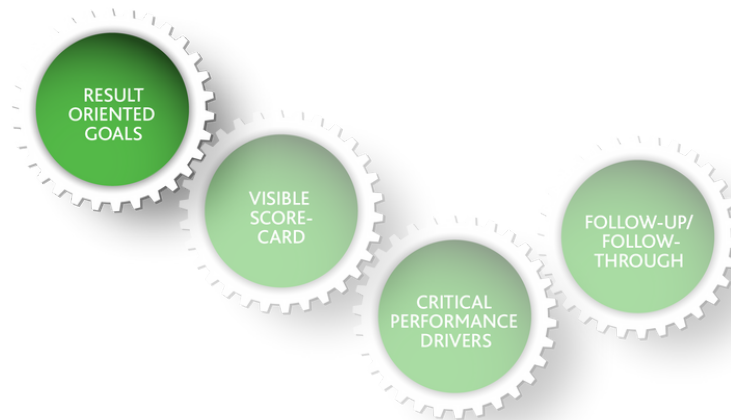 RESULT
ORIENTED
GOALS
VISIBLE
SCORE-
CARD
CRITICAL
PERFORMANCE
DRIVERS
FOLLOW-UP/
FOLLOW-
THROUGH